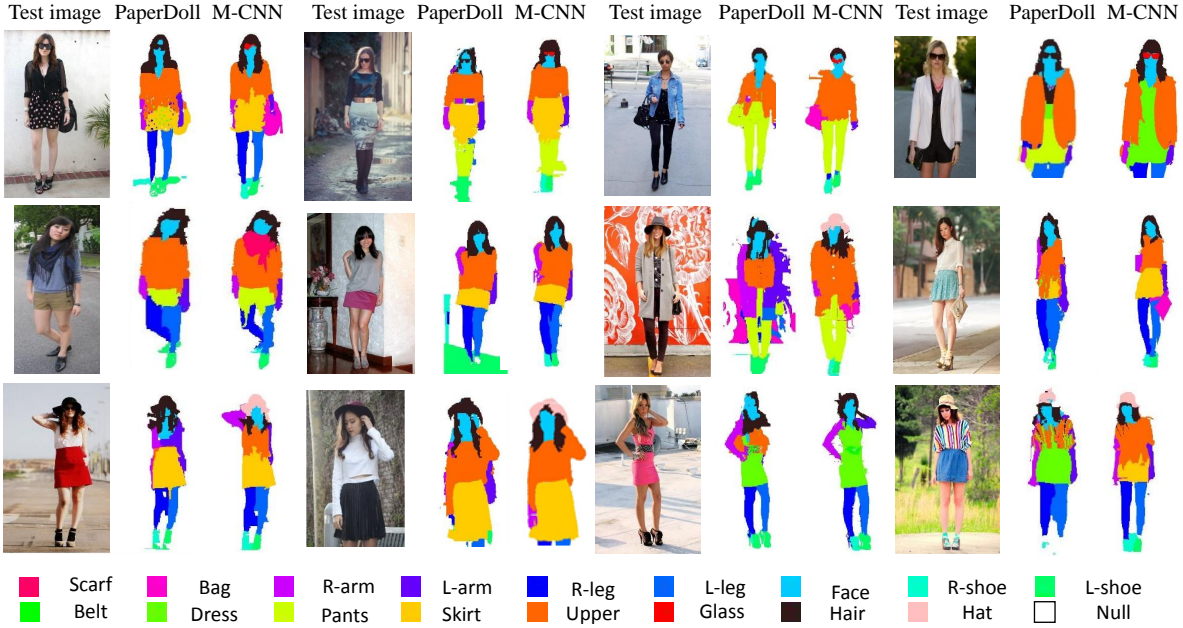 Test image PaperDoll M-CNN Test image PaperDoll M-CNN Test image PaperDoll M-CNN Test image PaperDoll M-CNN
Scarf Bag R-arm L-arm R-leg L-leg Face R-shoe L-shoe
Belt Dress Pants Skirt Upper Glass Hair Hat Null